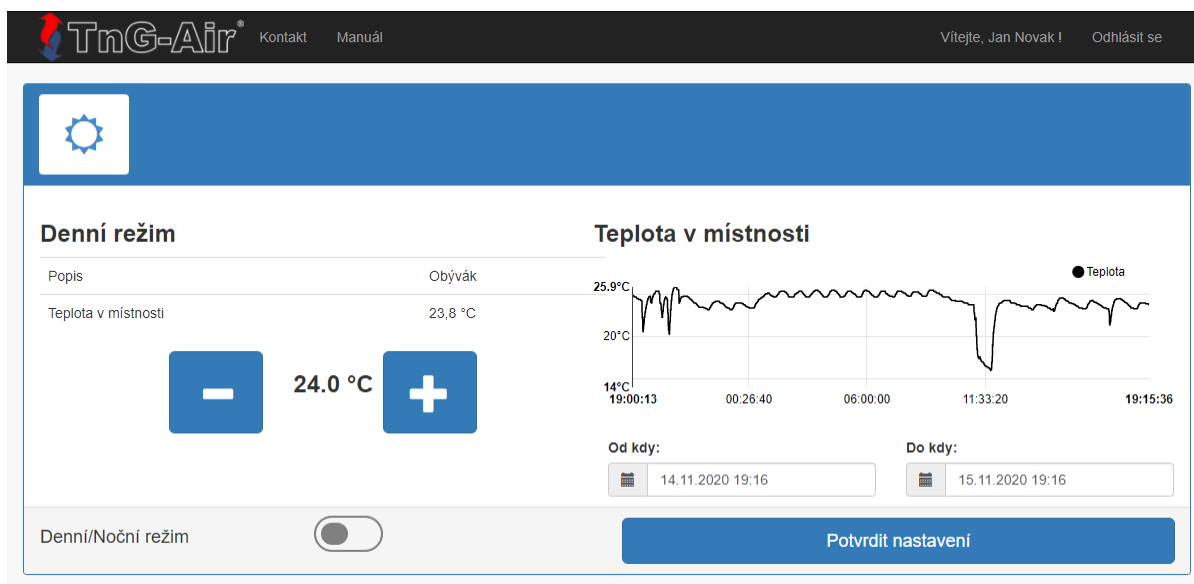 TnG-Air® Kontakt Manuál Vítejte, Jan Novak ! Odhlásit se
Denní režim
Popis Obývák
Teplota v místnosti 23,8 °C
24.0 °C
Teplota v místnosti
Teplota
25.9°C
20°C
14°C
19:00:13 00:26:40 06:00:00 11:33:20 19:15:36
Od kdy: Do kdy:
14.11.2020 19:16 15.11.2020 19:16
Denní/Noční režim
Potvrdit nastavení